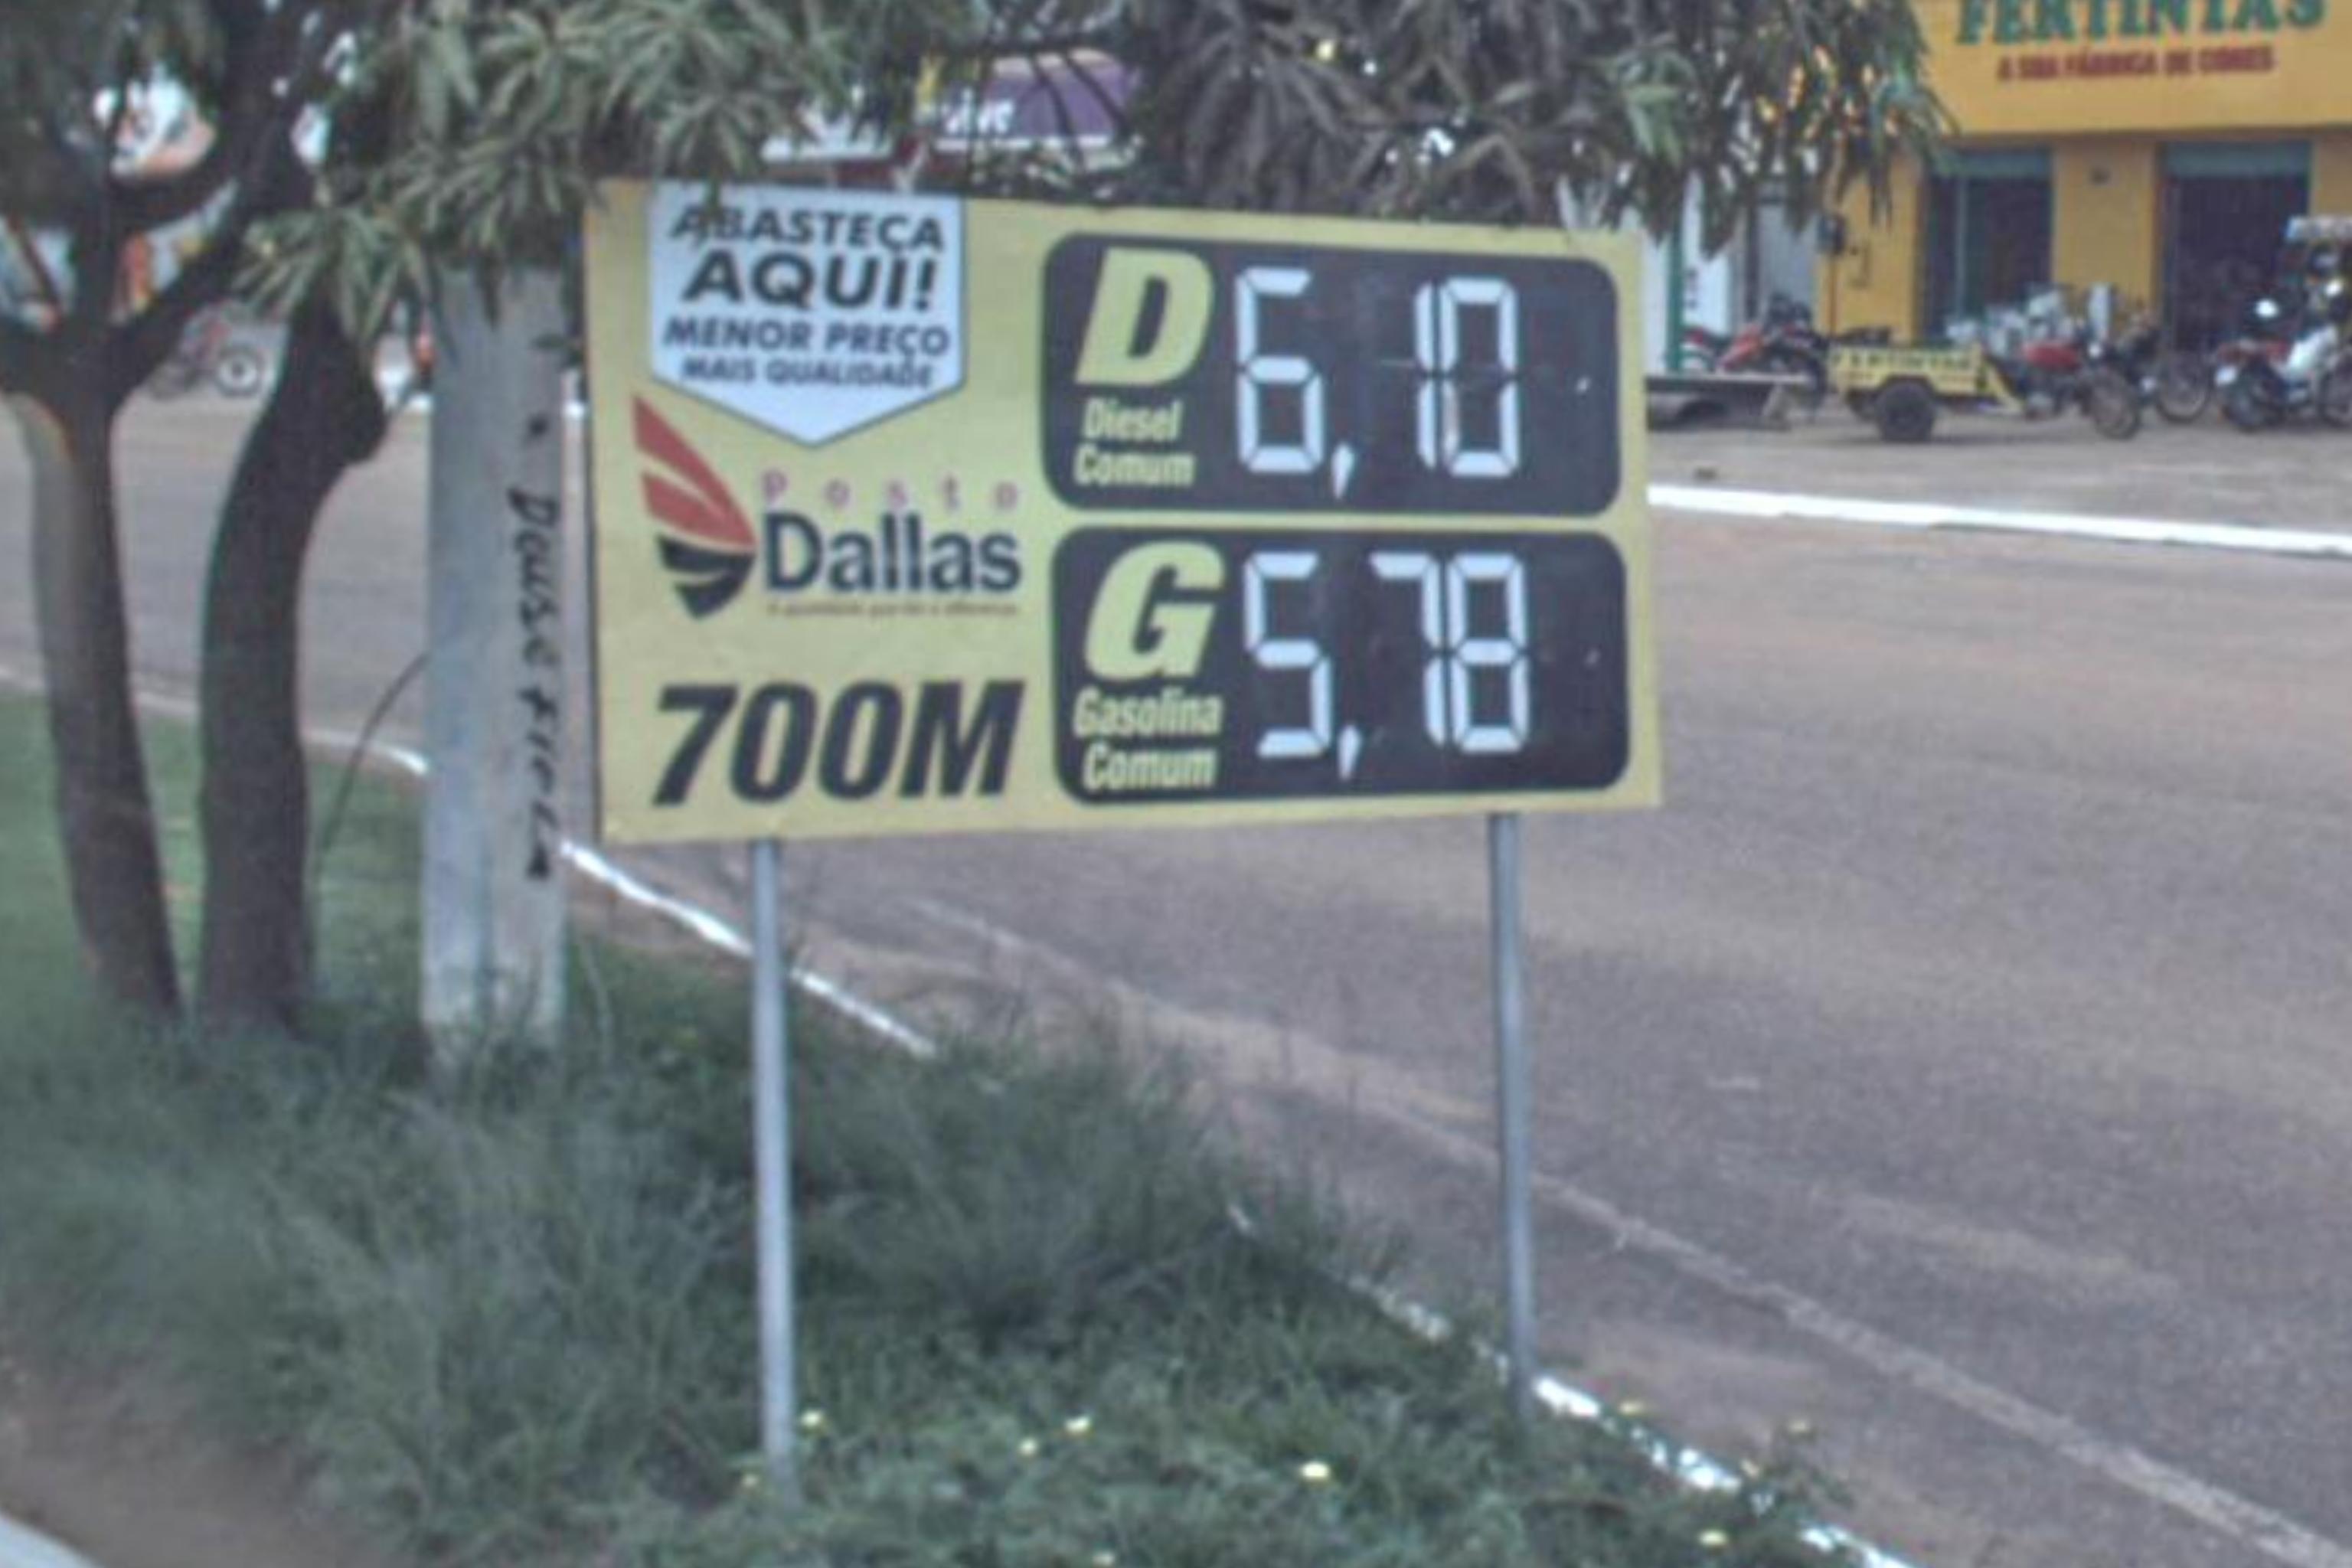 FERTINTAS
A SUA FÁBRICA DE CORES
ABASTEÇA
AQUI!
MENOR PREÇO
MAIS QUALIDADE
Posto
Dallas
700M
D 6,10
Diesel
Comum
G 5,78
Gasolina
Comum
FERTINTAS